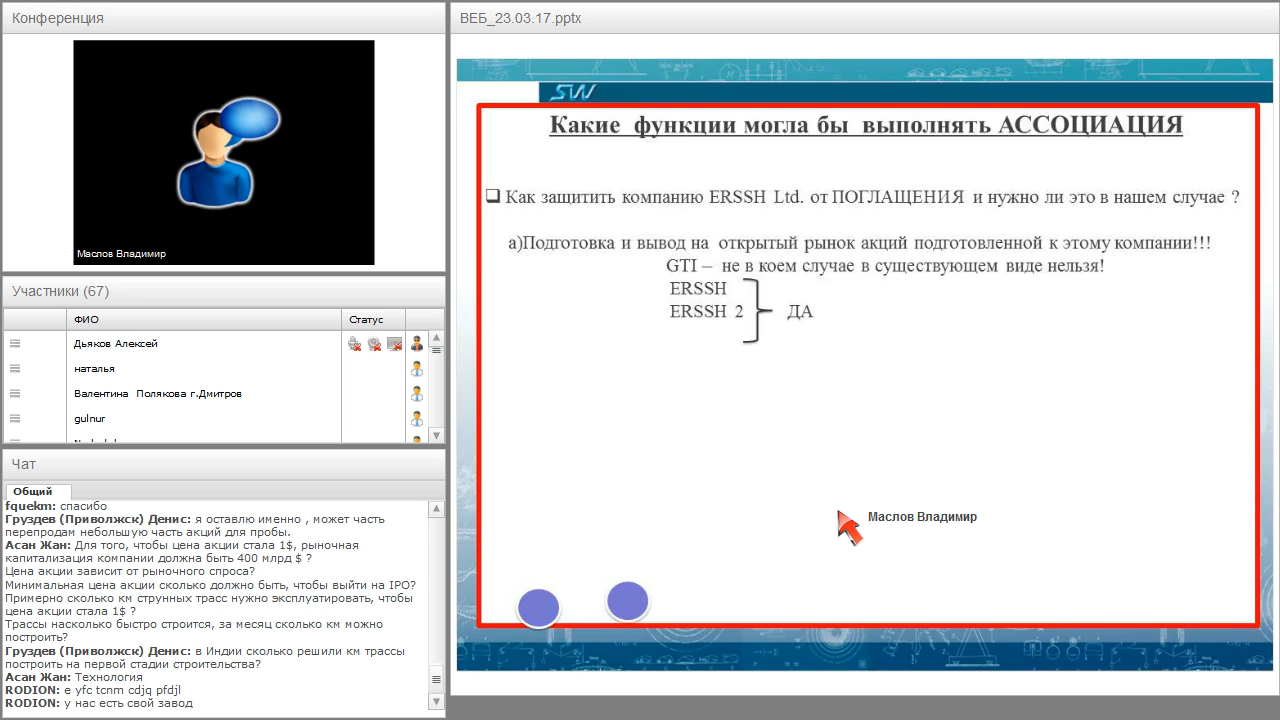 Конференция
Маслов Владимир
Участники (67)
ФИО
Статус
Дьяков Алексей
наталья
Валентина Полякова г.Дмитров
gulnur
Чат
Общий
fquekm: спасибо
Груздев (Приволжск) Денис: я оставлю именно , может часть
перепродам небольшую часть акций для пробы.
Асан Жан: Для того, чтобы цена акции стала 1$, рыночная
капитализация компании должна быть 400 млрд $ ?
Цена акции зависит от рыночного спроса?
Минимальная цена акции сколько должно быть, чтобы выйти на IPO?
Примерно сколько км струнных трасс нужно эксплуатировать, чтобы
цена акции стала 1$ ?
Трассы насколько быстро строится, за месяц сколько км можно
построить?
Груздев (Приволжск) Денис: в Индии сколько решили км трассы
построить на первой стадии строительства?
Асан Жан: Технология
RODION: e yfc tcnm cdjq pfdjl
RODION: у нас есть свой завод
ВЕБ_23.03.17.pptx
SW
Какие функции могла бы выполнять АССОЦИАЦИЯ
Как защитить компанию ERSSH Ltd. от ПОГЛАЩЕНИЯ и нужно ли это в нашем случае ?
а)Подготовка и вывод на открытый рынок акций подготовленной к этому компании!!!
GTI – не в коем случае в существующем виде нельзя!
ERSSH
ERSSH 2 ДА
Маслов Владимир